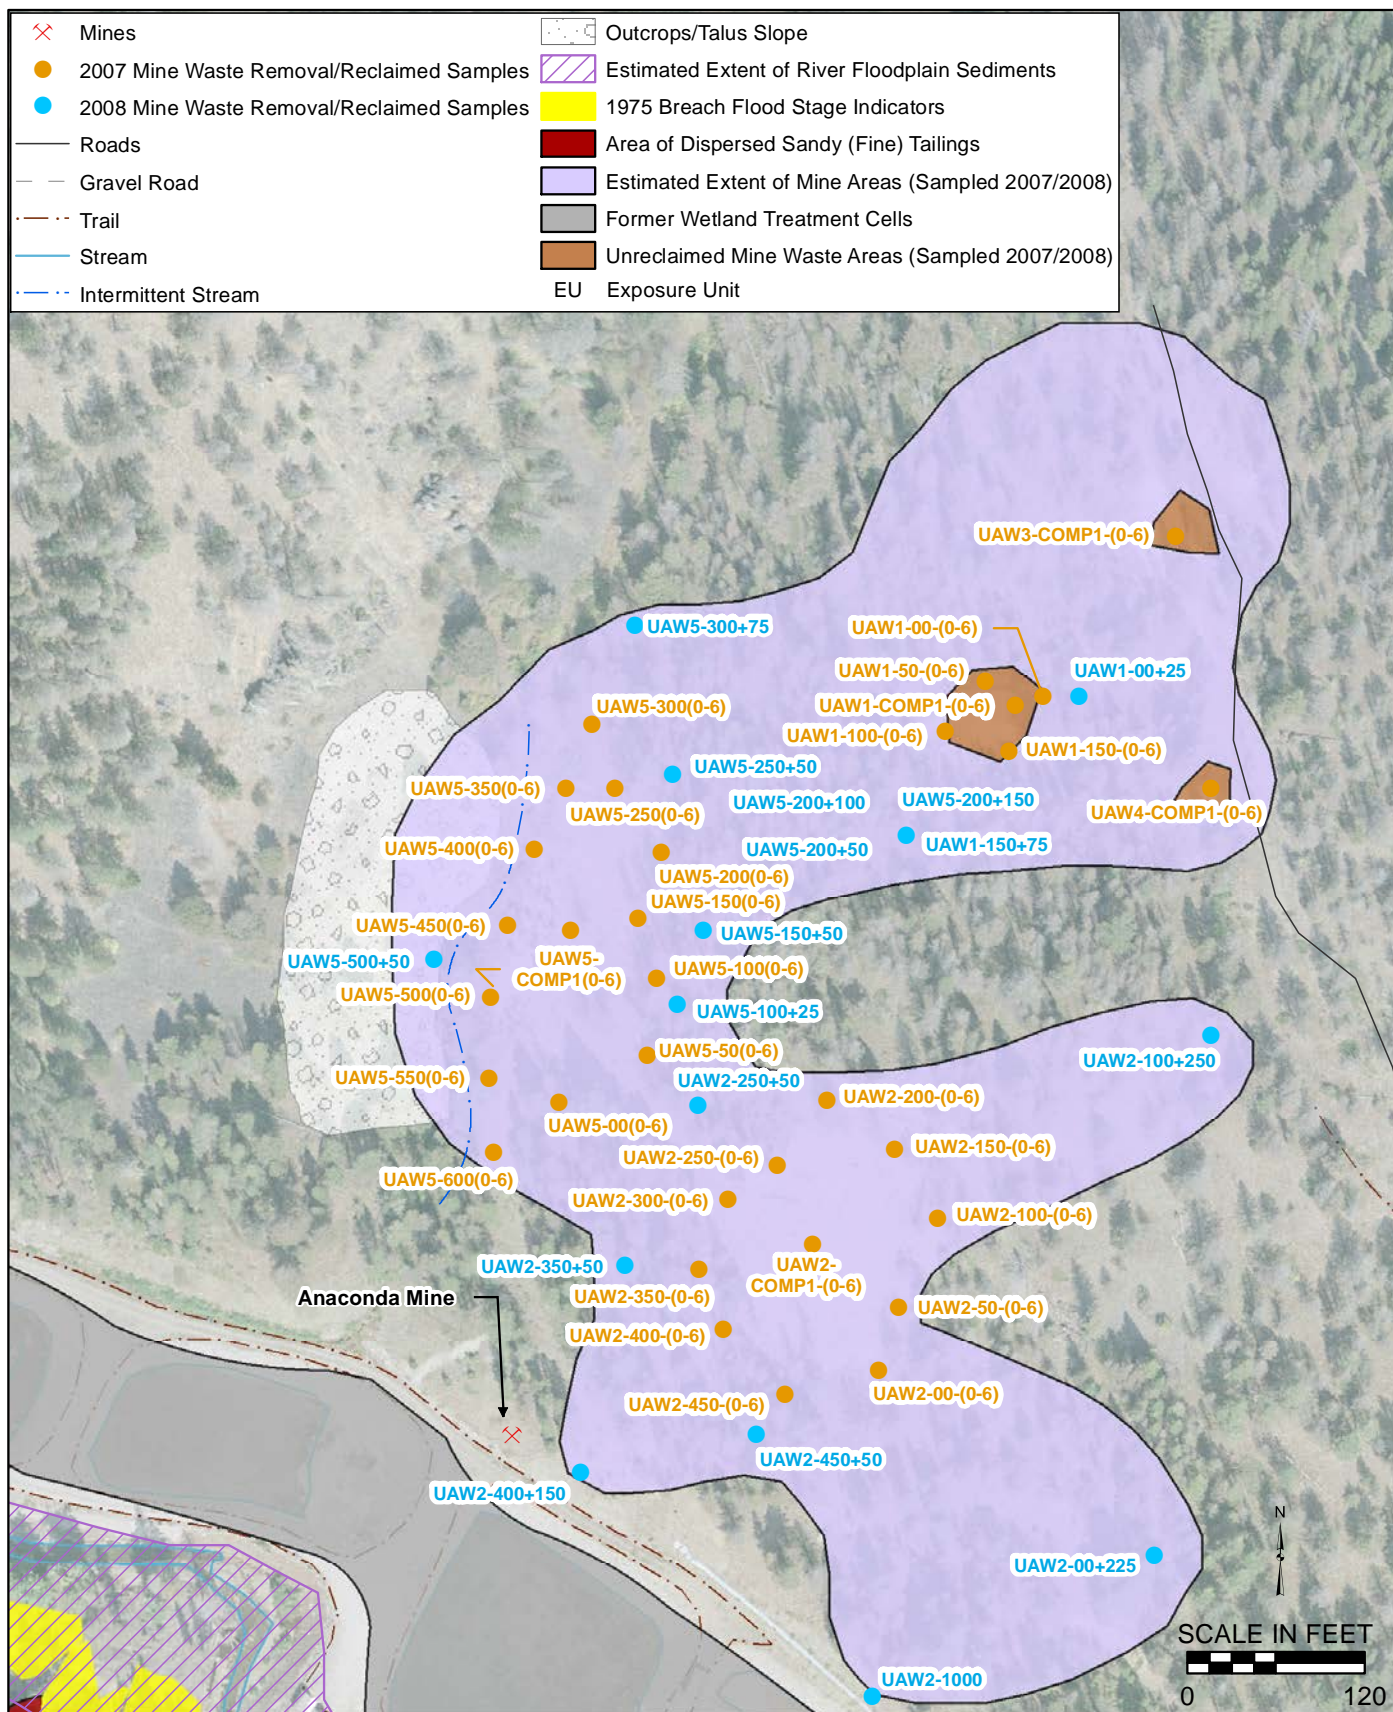 Mines
2007 Mine Waste Removal/Reclaimed Samples
2008 Mine Waste Removal/Reclaimed Samples
Roads
Gravel Road
Trail
Stream
Intermittent Stream
Outcrops/Talus Slope
Estimated Extent of River Floodplain Sediments
1975 Breach Flood Stage Indicators
Area of Dispersed Sandy (Fine) Tailings
Estimated Extent of Mine Areas (Sampled 2007/2008)
Former Wetland Treatment Cells
Unreclaimed Mine Waste Areas (Sampled 2007/2008)
EU Exposure Unit
UAW3-COMP1-(0-6)
UAW5-300+75
UAW1-00-(0-6)
UAW1-50-(0-6)
UAW1-00+25
UAW1-COMP1-(0-6)
UAW5-300(0-6)
UAW1-100-(0-6)
UAW1-150-(0-6)
UAW5-250+50
UAW5-350(0-6)
UAW5-200+100
UAW5-200+150
UAW4-COMP1-(0-6)
UAW5-250(0-6)
UAW5-400(0-6)
UAW5-200+50
UAW1-150+75
UAW5-200(0-6)
UAW5-150(0-6)
UAW5-450(0-6)
UAW5-150+50
UAW5-500+50
UAW5-
COMP1(0-6)
UAW5-100(0-6)
UAW5-500(0-6)
UAW5-100+25
UAW5-50(0-6)
UAW2-100+250
UAW5-550(0-6)
UAW2-250+50
UAW2-200-(0-6)
UAW5-00(0-6)
UAW2-150-(0-6)
UAW2-250-(0-6)
UAW5-600(0-6)
UAW2-300-(0-6)
UAW2-100-(0-6)
UAW2-350+50
UAW2-
COMP1-(0-6)
UAW2-350-(0-6)
Anaconda Mine
UAW2-50-(0-6)
UAW2-400-(0-6)
UAW2-00-(0-6)
UAW2-450-(0-6)
UAW2-450+50
UAW2-400+150
N
UAW2-00+225
SCALE IN FEET
UAW2-1000
0 120